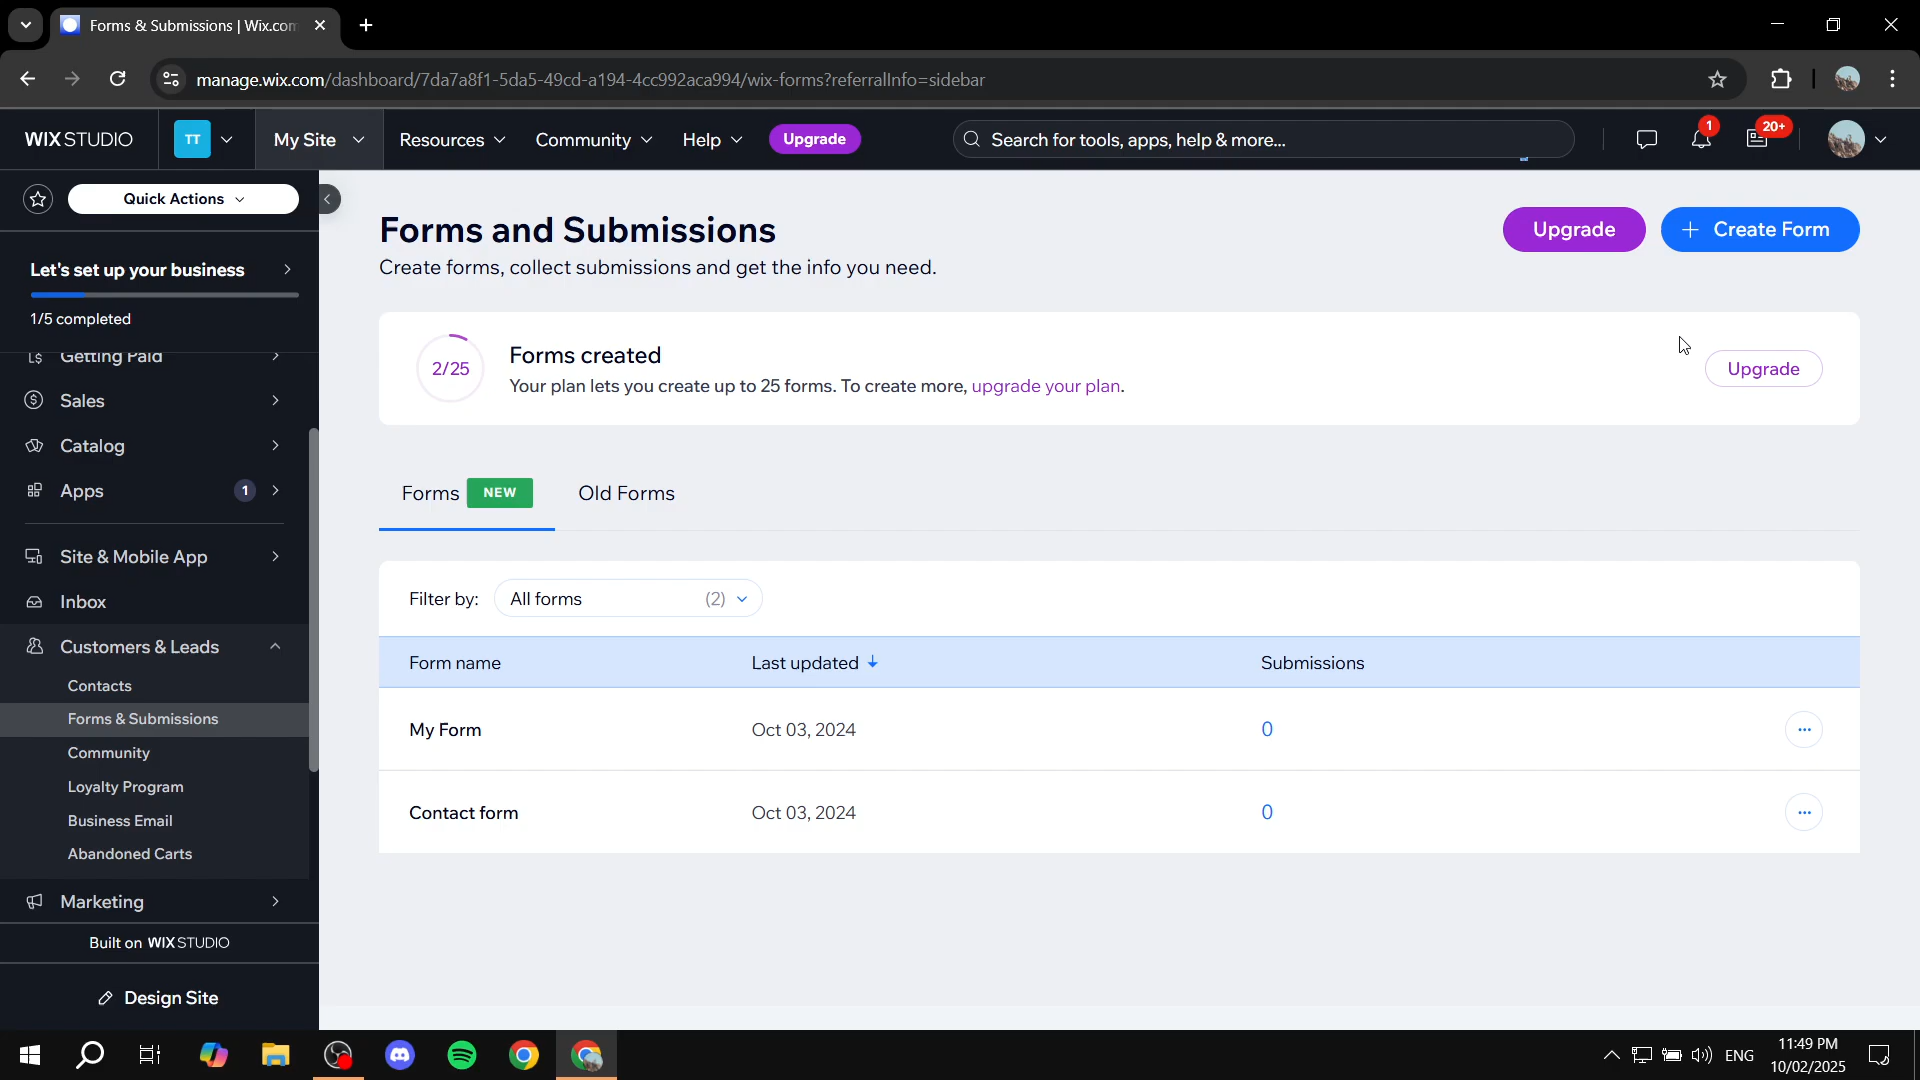 Forms & Submissions | Wix.com
manage.wix.com/dashboard/7da7a8f1-5da5-49cd-a194-4cc992aca994/wix-forms?referralInfo=sidebar
WIX STUDIO
TT
My Site
Resources
Community
Help
Upgrade
Search for tools, apps, help & more...
1
20+
Quick Actions
Let's set up your business
1/5 completed
Getting Paid
Sales
Catalog
Apps
1
Site & Mobile App
Inbox
Customers & Leads
Contacts
Forms & Submissions
Community
Loyalty Program
Business Email
Abandoned Carts
Marketing
Built on WIX STUDIO
Design Site
Forms and Submissions
Create forms, collect submissions and get the info you need.
Upgrade
+ Create Form
2/25
Forms created
Your plan lets you create up to 25 forms. To create more, upgrade your plan.
Upgrade
Forms NEW
Old Forms
Filter by: All forms (2)
Form name Last updated Submissions
My Form Oct 03, 2024 0
Contact form Oct 03, 2024 0
ENG
11:49 PM
10/02/2025